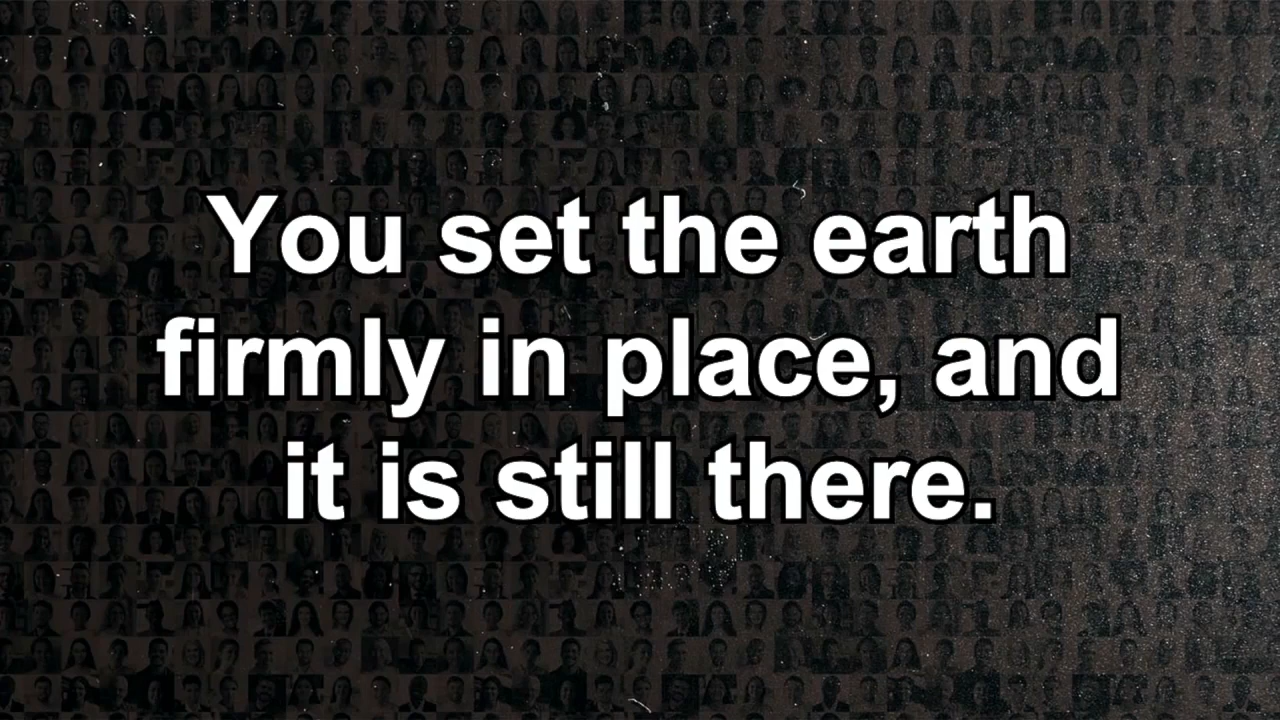 You set the earth
firmly in place, and
it is still there.